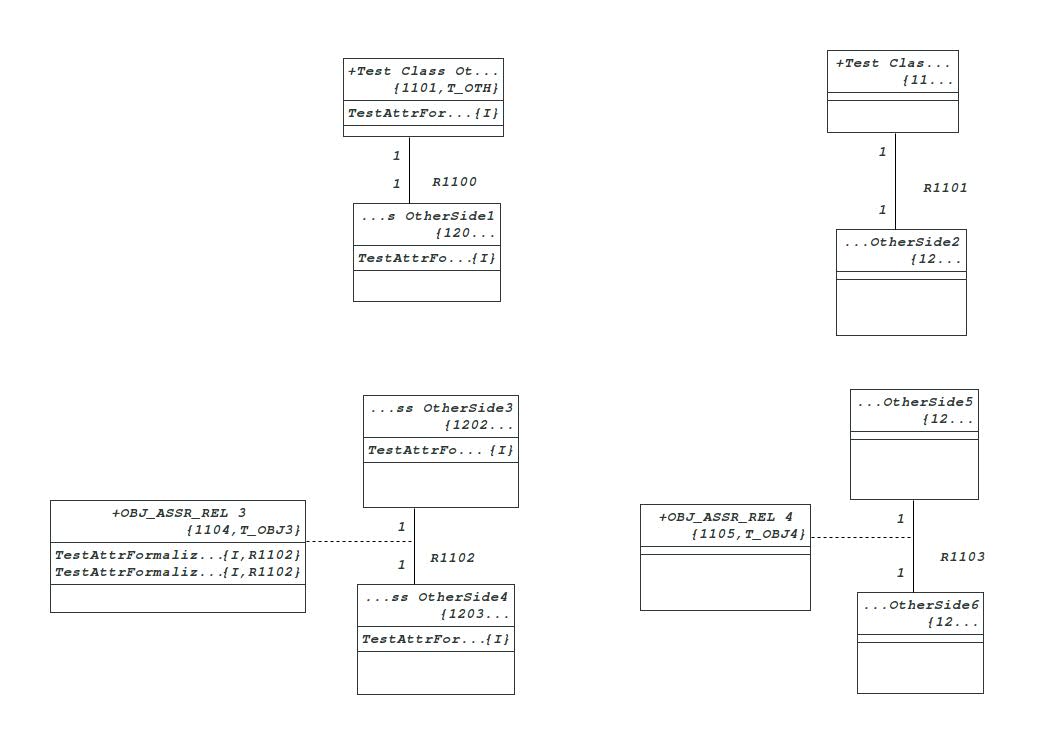 +Test Class Ot...
{1101,T_OTH}
TestAttrFor...{I}
1
1
R1100
...s OtherSide1
{120...
TestAttrFo...{I}
+Test Clas...
{11...
1
R1101
1
...OtherSide2
{12...
...ss OtherSide3
{1202...
TestAttrFo... {I}
+OBJ_ASSR_REL 3
{1104,T_OBJ3}
TestAttrFormaliz...{I,R1102}
TestAttrFormaliz...{I,R1102}
1
R1102
1
...ss OtherSide4
{1203...
TestAttrFor...{I}
...OtherSide5
{12...
+OBJ_ASSR_REL 4
{1105,T_OBJ4}
1
R1103
1
...OtherSide6
{12...